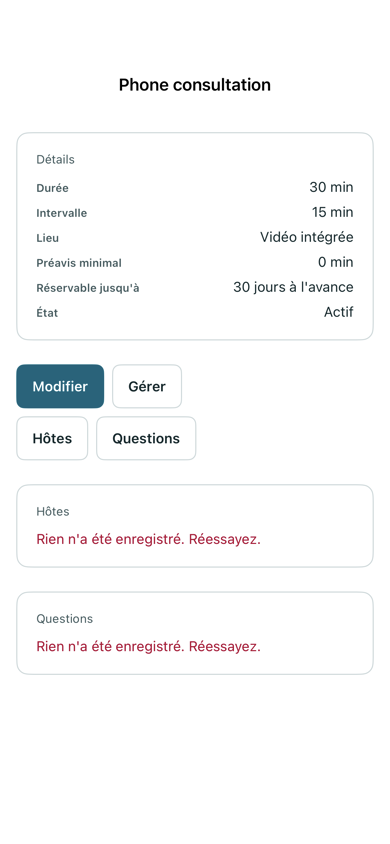 Phone consultation
Détails
Durée 30 min
Intervalle 15 min
Lieu Vidéo intégrée
Préavis minimal 0 min
Réservable jusqu'à 30 jours à l'avance
État Actif
Modifier Gérer
Hôtes Questions
Hôtes
Rien n'a été enregistré. Réessayez.
Questions
Rien n'a été enregistré. Réessayez.